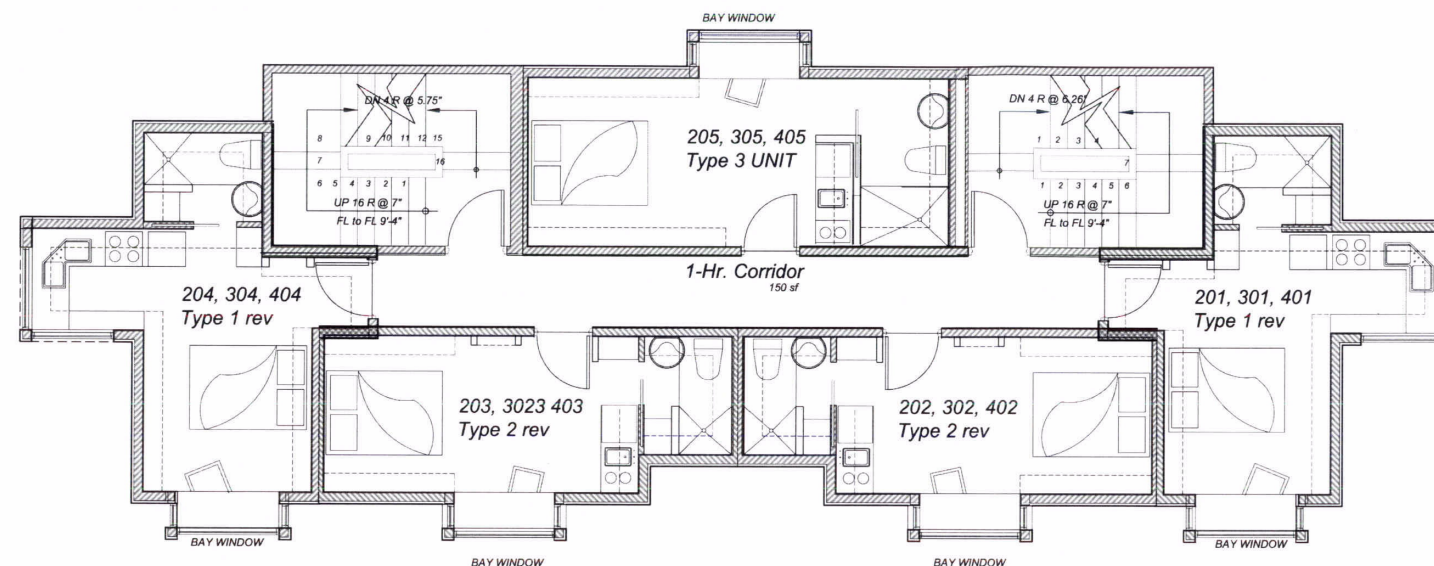 BAY WINDOW
DN 4 R @ 5.75"
8 9 10 11 12 15
7 16
6 5 4 3 2 1
UP 16 R @ 7"
FL to FL 9'-4"
205, 305, 405
Type 3 UNIT
DN 4 R @ 6.26"
1 2 3 4
7
1 2 3 4 5 6
UP 16 R @ 7"
FL to FL 9'-4"
1-Hr. Corridor
150 sf
204, 304, 404
Type 1 rev
201, 301, 401
Type 1 rev
203, 3023 403
Type 2 rev
202, 302, 402
Type 2 rev
BAY WINDOW
BAY WINDOW
BAY WINDOW
BAY WINDOW